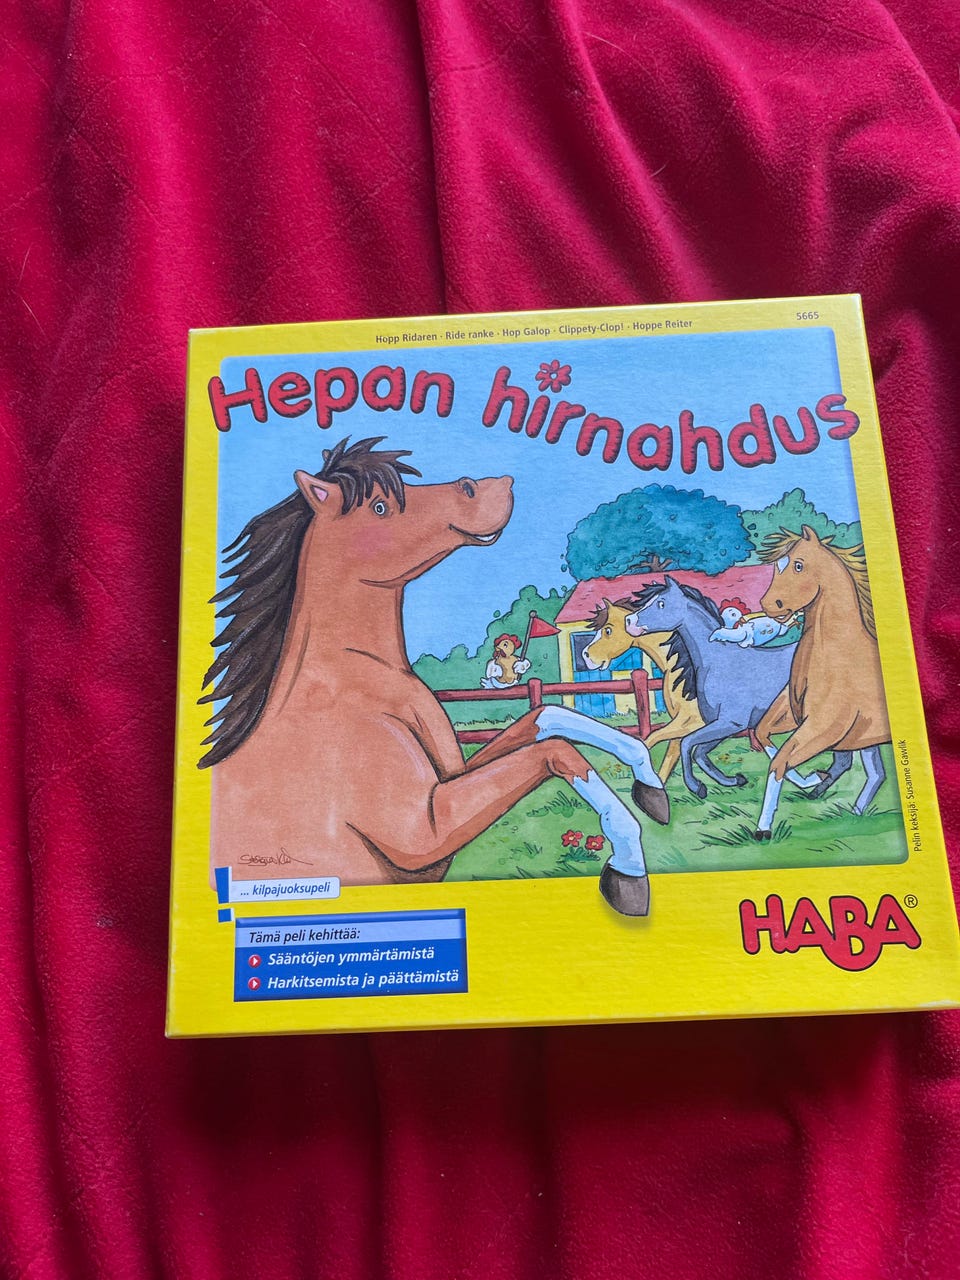 Hopp Ridaren · Ride ranke · Hop Galop · Clippety-Clop! · Hoppe Reiter
5665
Hepan hirnahdus
Pelin keksijä: Susanne Gawlik
... kilpajuoksupeli
Tämä peli kehittää:
Sääntöjen ymmärtämistä
Harkitsemista ja päättämistä
HABA®